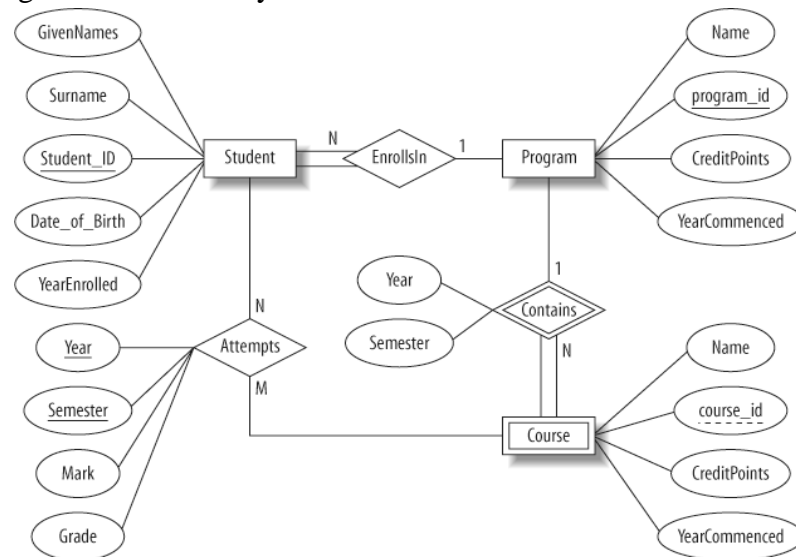 GivenNames
Surname
Student_ID
Date_of_Birth
YearEnrolled
Student
N
EnrollsIn
1
Program
Name
program_id
CreditPoints
YearCommenced
Year
Semester
1
Contains
N
N
Attempts
M
Year
Semester
Mark
Grade
Course
Name
course_id
CreditPoints
YearCommenced